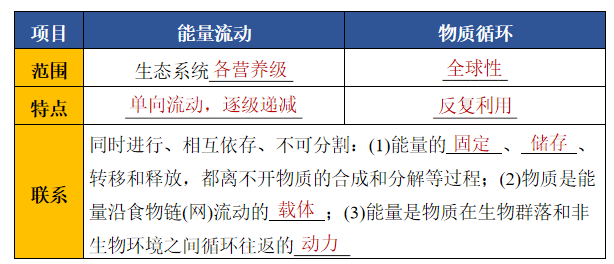 项目 能量流动 物质循环
范围 生态系统各营养级 全球性
特点 单向流动，逐级递减 反复利用
同时进行、相互依存、不可分割：(1)能量的 固定 、 储存 、
转移和释放，都离不开物质的合成和分解等过程；(2)物质是能
联系
量沿食物链(网)流动的 载体 ；(3)能量是物质在生物群落和非
生物环境之间循环往返的 动力